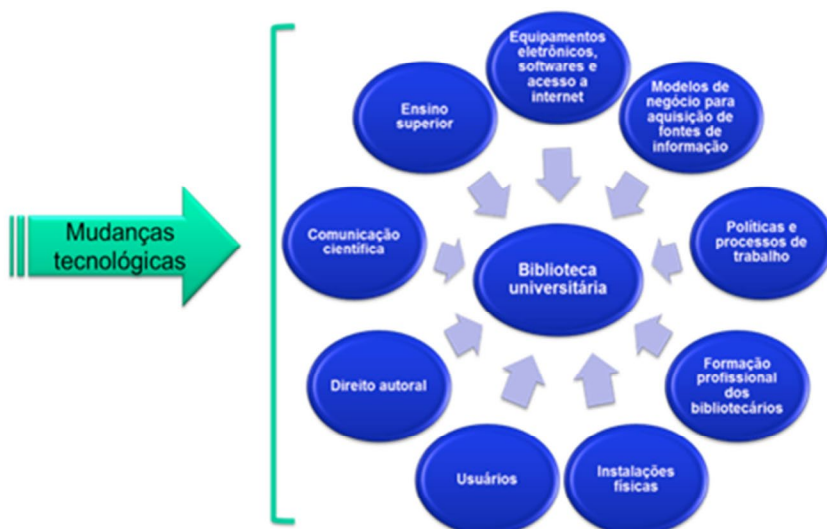 Mudanças
tecnológicas
Equipamentos
eletrônicos,
softwares e
acesso a
internet
Modelos de
negócio para
aquisição de
fontes de
informação
Políticas e
processos de
trabalho
Formação
profissional
dos
bibliotecários
Instalações
físicas
Usuários
Direito autoral
Comunicação
científica
Ensino
superior
Biblioteca
universitária